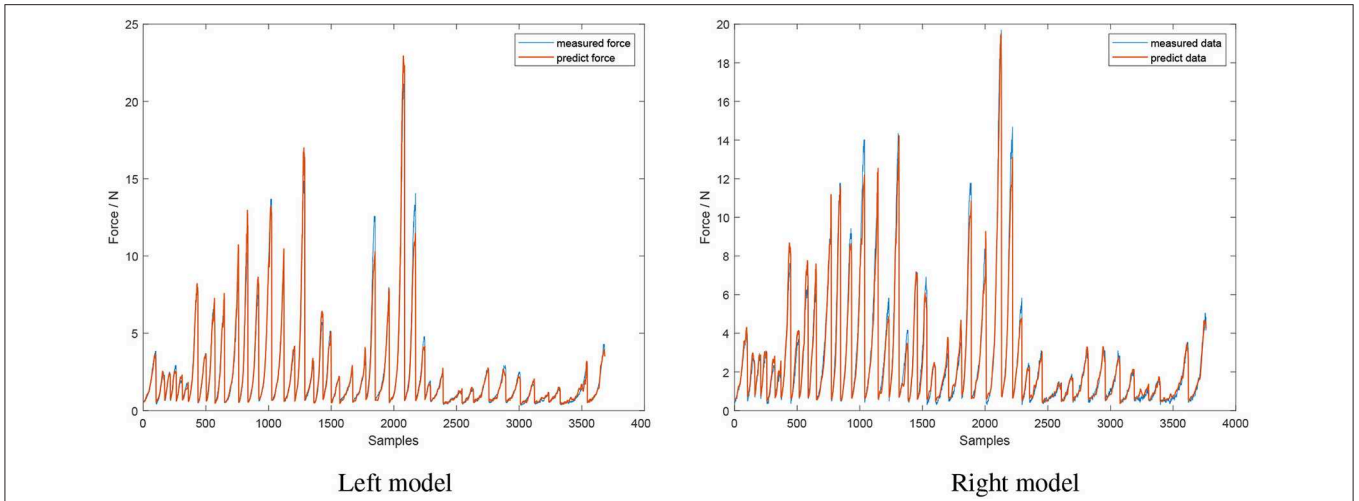 25
20
15
10
5
0
Force / N
measured force
predict force
0 500 1000 1500 2000 2500 3000 3500 400
Samples
Left model
20
18
16
14
12
10
8
6
4
2
0
Force / N
measured data
predict data
0 500 1000 1500 2000 2500 3000 3500 4000
Samples
Right model